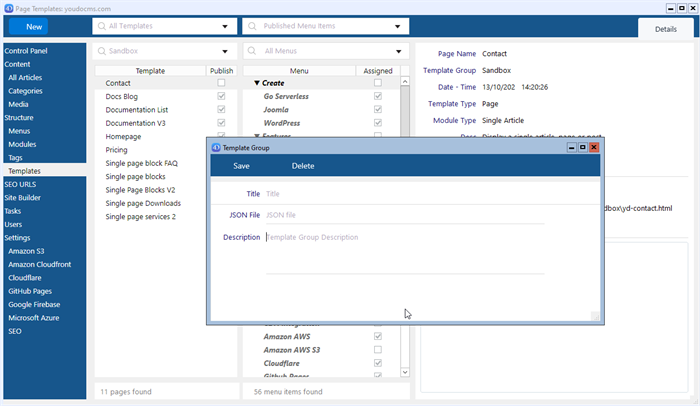 Page Templates: youdocms.com
New
All Templates
Published Menu Items
Details
Sandbox
All Menus
Control Panel
Content
All Articles
Categories
Media
Structure
Menus
Modules
Tags
Templates
SEO URLS
Site Builder
Tasks
Users
Settings
Amazon S3
Amazon Cloudfront
Cloudflare
GitHub Pages
Google Firebase
Microsoft Azure
SEO
Template Publish
Contact
Docs Blog
Documentation List
Documentation V3
Homepage
Pricing
Single page block FAQ
Single page blocks
Single Page Blocks V2
Single page Downloads
Single page services 2
11 pages found
Menu Assigned
Create
Go Serverless
Joomla
WordPress
Features
Amazon AWS
Amazon AWS S3
Cloudflare
Github Pages
56 menu items found
Page Name Contact
Template Group Sandbox
Date - Time 13/10/202 14:20:26
Template Type Page
Module Type Single Article
Desc Display a single article, page or post
dbox\yd-contact.html
Template Group
Save Delete
Title Title
JSON File JSON file
Description Template Group Description